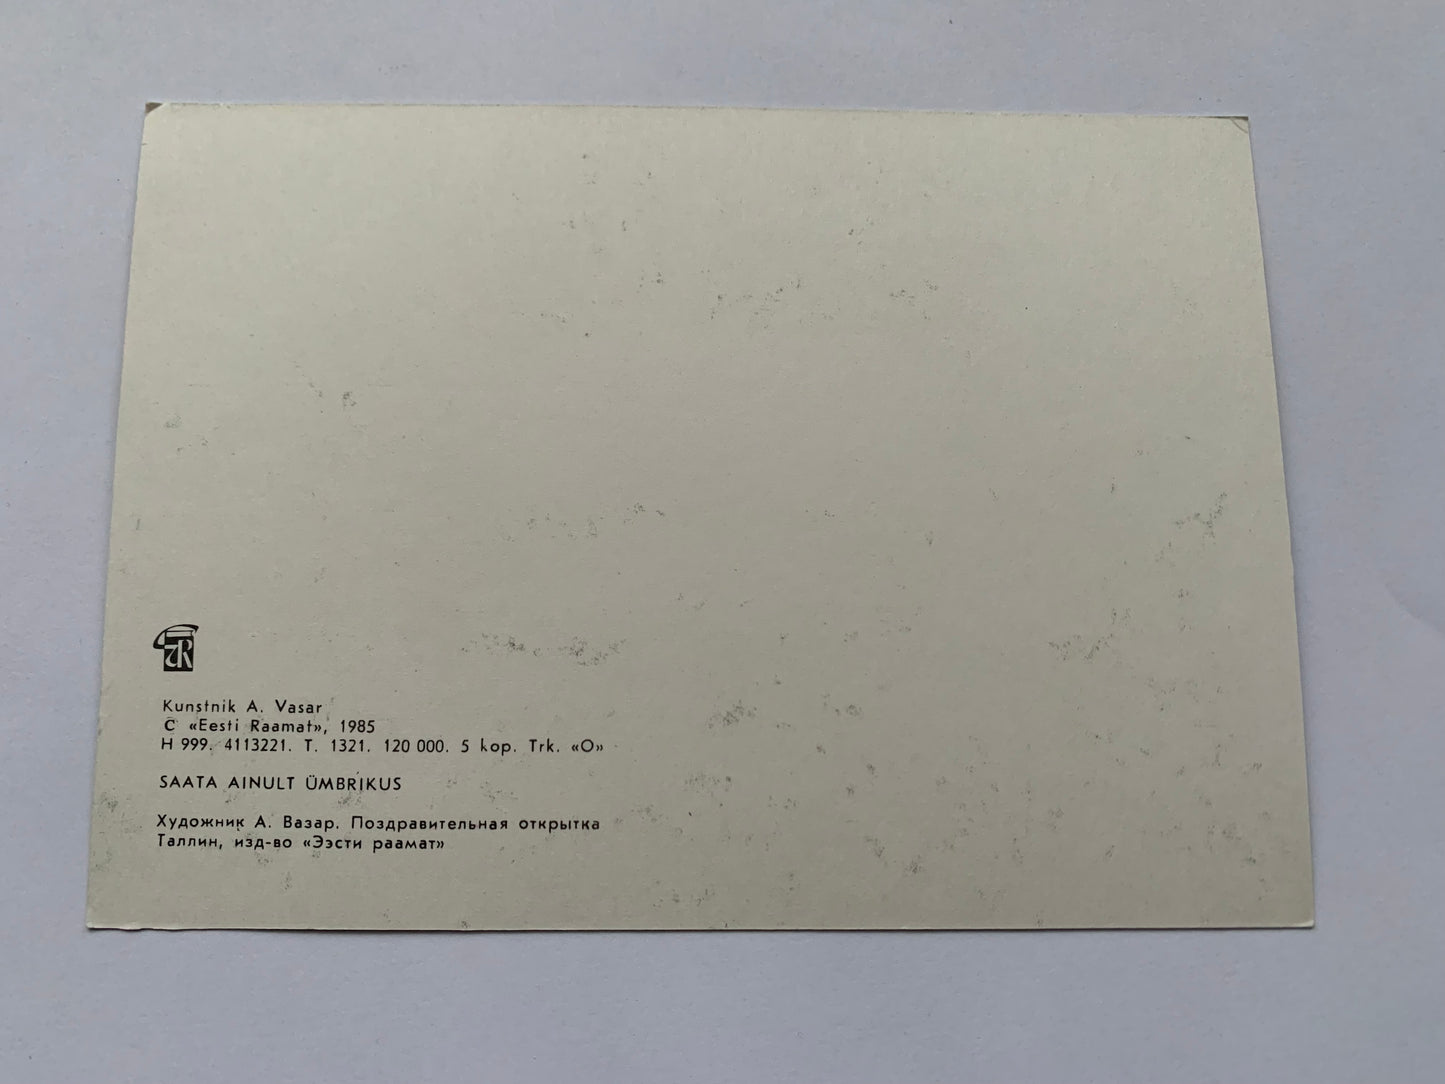 ER
Kunstnik A. Vasar
C «Eesti Raamat», 1985
H 999. 4113221. T. 1321. 120 000. 5 kop. Trk. «O»
SAATA AINULT ÜMBRIKUS
Художник А. Вазар. Поздравительная открытка
Таллин, изд-во «Ээсти раамат»